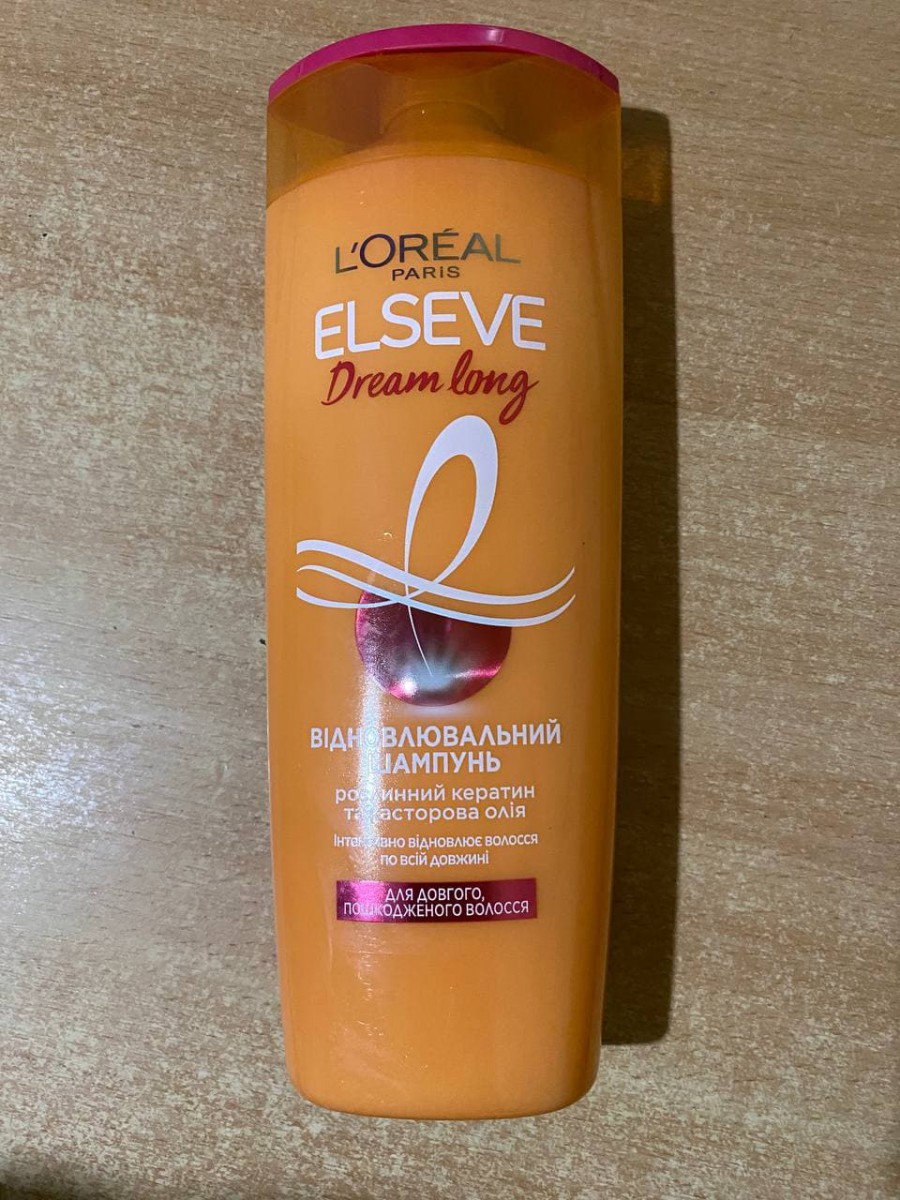 L'ORÉAL
PARIS
ELSEVE
Dream long
ВІДНОВЛЮВАЛЬНИЙ
ШАМПУНЬ
рослинний кератин
та касторова олія
Інтенсивно відновлює волосся
по всій довжині
ДЛЯ ДОВГОГО,
ПОШКОДЖЕНОГО ВОЛОССЯ